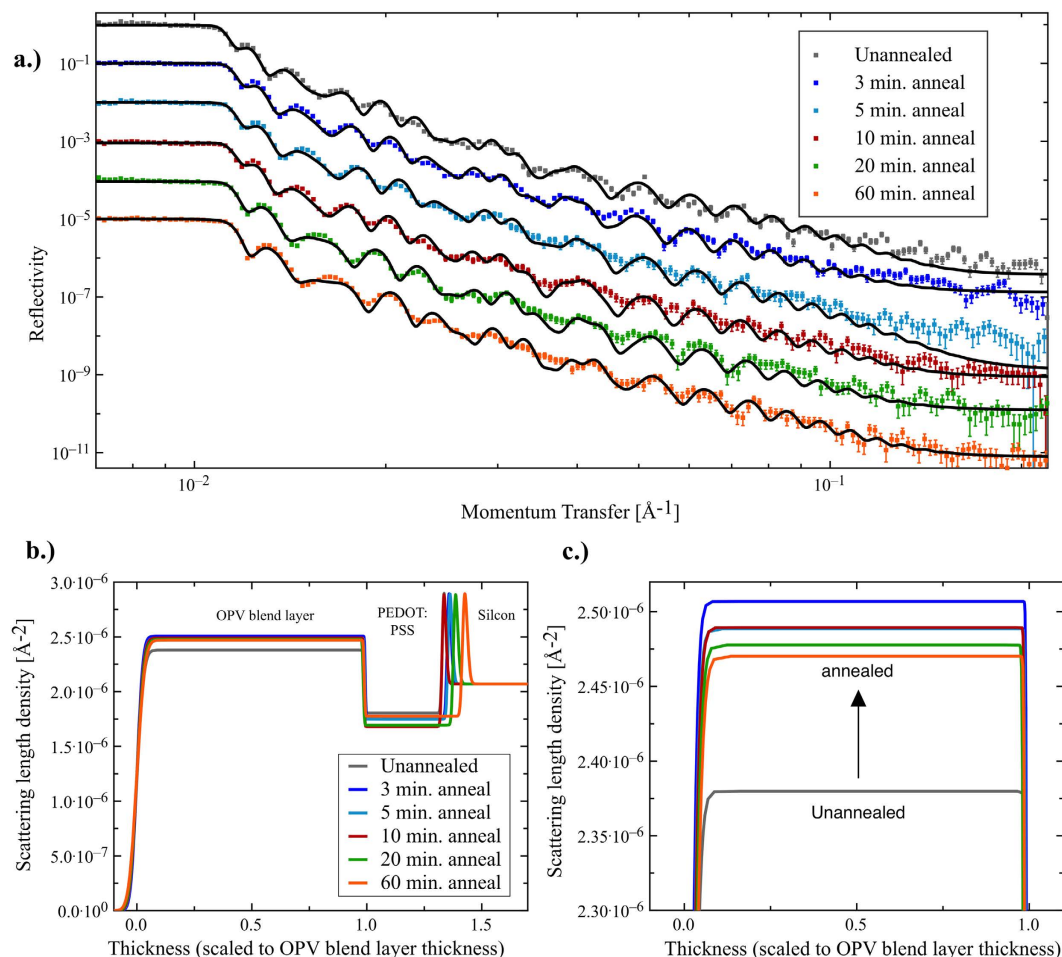 a.)
Reflectivity
10⁻¹
10⁻³
10⁻⁵
10⁻⁷
10⁻⁹
10⁻¹¹
10⁻²
10⁻¹
Momentum Transfer [Å⁻¹]
Unannealed
3 min. anneal
5 min. anneal
10 min. anneal
20 min. anneal
60 min. anneal
b.)
Scattering length density [Å⁻²]
3.0·10⁻⁶
2.5·10⁻⁶
2.0·10⁻⁶
1.5·10⁻⁶
1.0·10⁻⁶
5.0·10⁻⁷
0.0·10⁰
OPV blend layer
PEDOT:
PSS
Silcon
Unannealed
3 min. anneal
5 min. anneal
10 min. anneal
20 min. anneal
60 min. anneal
0.0
0.5
1.0
1.5
Thickness (scaled to OPV blend layer thickness)
c.)
Scattering length density [Å⁻²]
2.50·10⁻⁶
2.45·10⁻⁶
2.40·10⁻⁶
2.35·10⁻⁶
2.30·10⁻⁶
annealed
Unannealed
0.0
0.5
1.0
Thickness (scaled to OPV blend layer thickness)